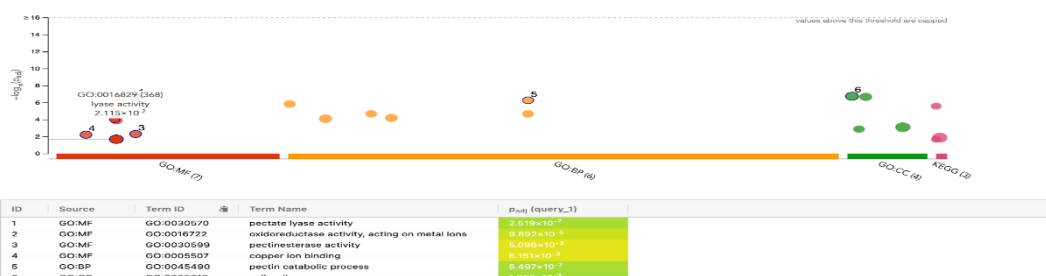 ≥16
values above this threshold are capped
14
12
10
8
6
4
2
0
-log10(padj)
GO:0016829 (368)
lyase activity
2.115×10⁻²
1
4
3
5
6
GO:MF (7)
GO:BP (6)
GO:CC (4)
KEGG (3)
ID Source Term ID Term Name padj (query_1)
1 GO:MF GO:0030570 pectate lyase activity 2.519×10⁻⁷
2 GO:MF GO:0016722 oxidoreductase activity, acting on metal ions
3 GO:MF GO:0030599 pectinesterase activity 5.096×10⁻³
4 GO:MF GO:0005507 copper ion binding 6.151×10⁻³
5 GO:BP GO:0045490 pectin catabolic process 5.497×10⁻⁷